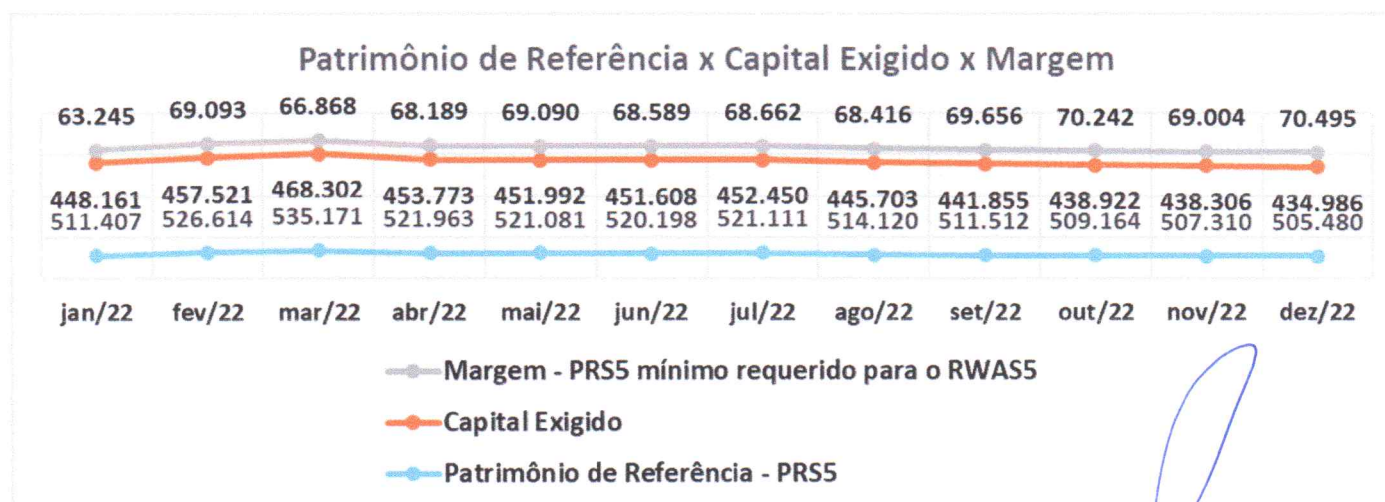 Patrimônio de Referência x Capital Exigido x Margem
63.245 69.093 66.868 68.189 69.090 68.589 68.662 68.416 69.656 70.242 69.004 70.495
448.161 457.521 468.302 453.773 451.992 451.608 452.450 445.703 441.855 438.922 438.306 434.986
511.407 526.614 535.171 521.963 521.081 520.198 521.111 514.120 511.512 509.164 507.310 505.480
jan/22 fev/22 mar/22 abr/22 mai/22 jun/22 jul/22 ago/22 set/22 out/22 nov/22 dez/22
Margem - PRS5 mínimo requerido para o RWAS5
Capital Exigido
Patrimônio de Referência - PRS5